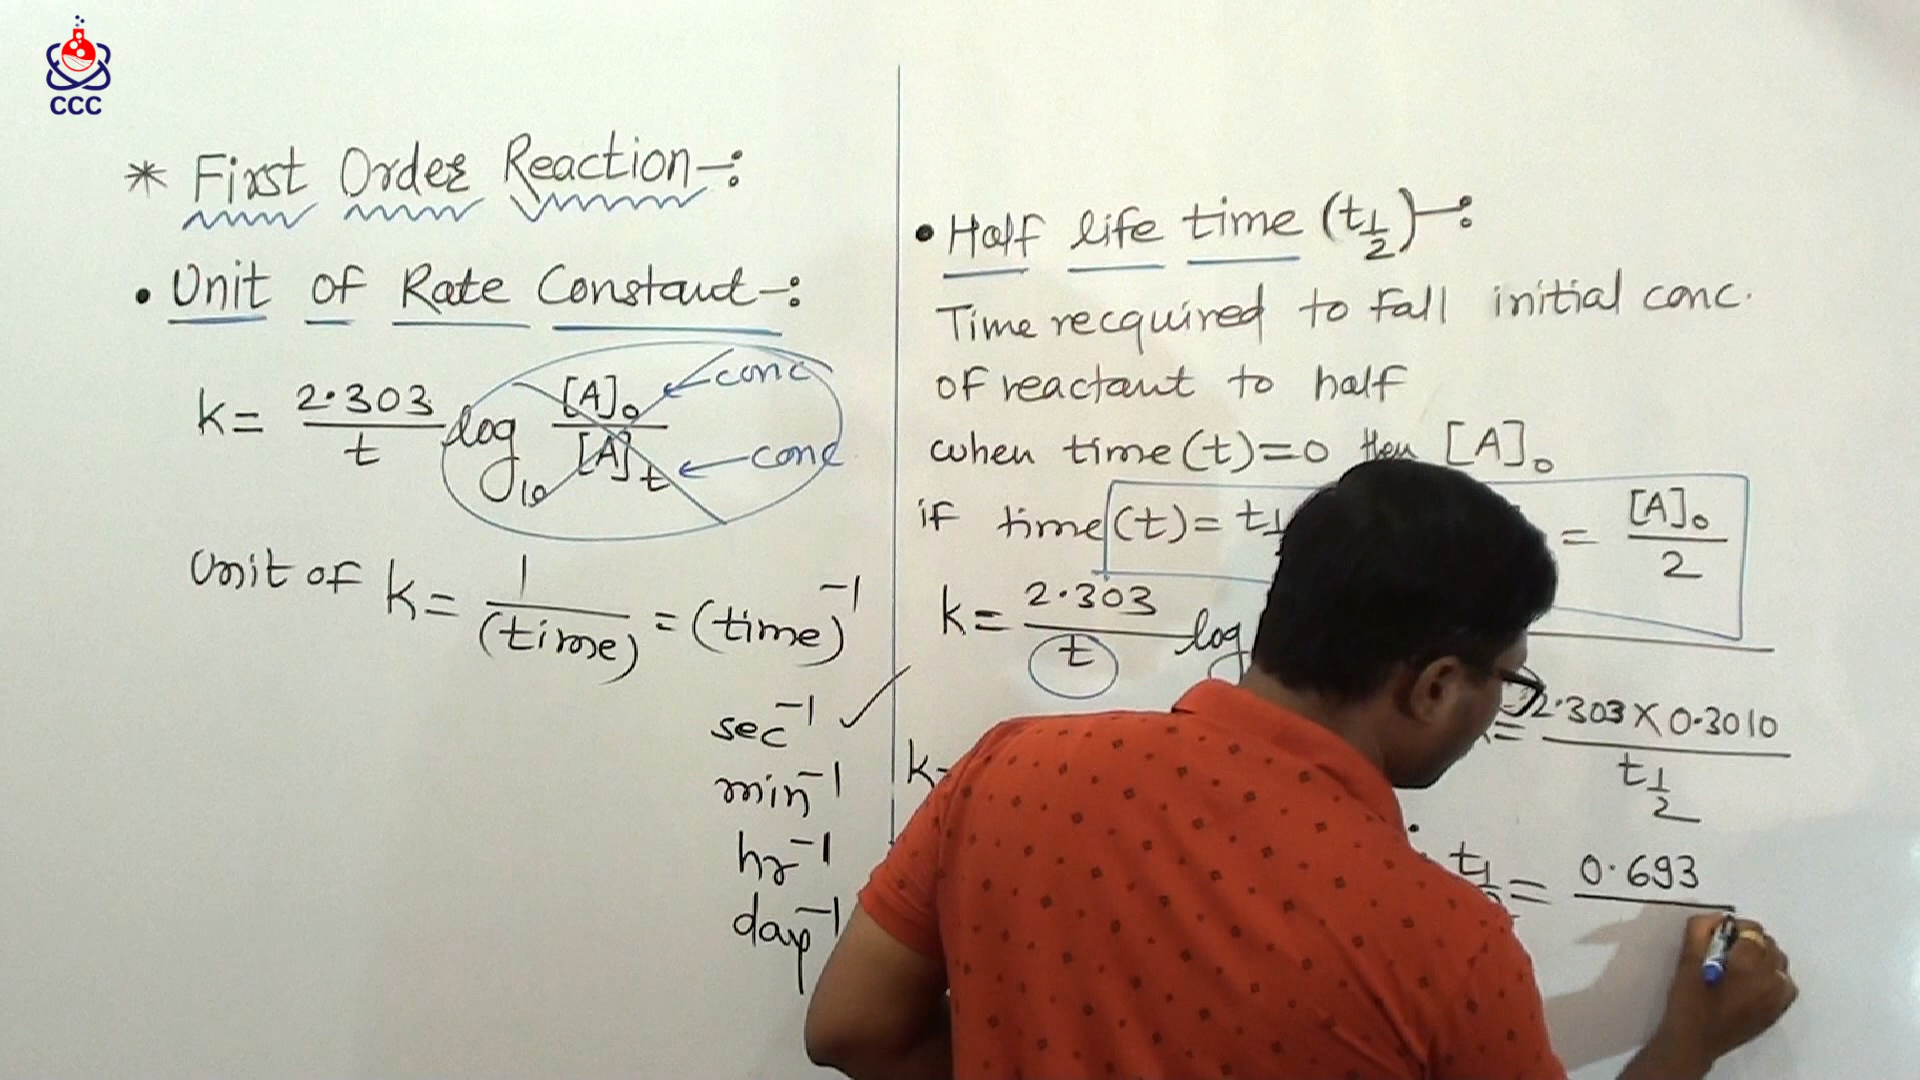 CCC
* First Order Reaction-:
• Unit of Rate Constant-:
k = 2.303 / t log10 [A]0 / [A]t
conc
conc
Unit of k = 1 / (time) = (time)^-1
sec^-1 ✓
min^-1
hr^-1
day^-1
• Half life time (t1/2)-:
Time recquired to fall initial conc.
of reactant to half
when time (t) = 0 then [A]0
if time (t) = t1 = [A]0 / 2
k = 2.303 / t log
k = 2.303 × 0.3010 / t1/2
t1/2 = 0.693